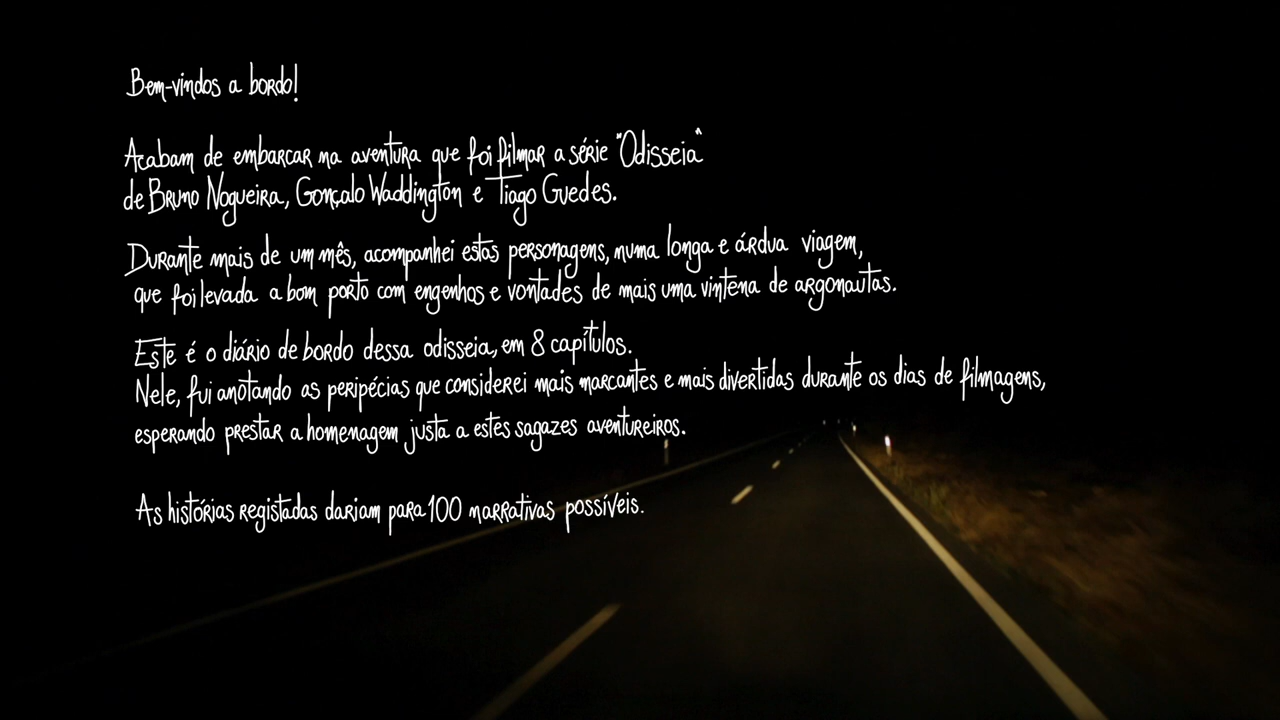 Bem-vindos a bordo!
Acabam de embarcar na aventura que foi filmar a série "Odisseia"
de Bruno Nogueira, Gonçalo Waddington e Tiago Guedes.
Durante mais de um mês, acompanhei estas personagens, numa longa e árdua viagem,
que foi levada a bom porto com engenhos e vontades de mais uma vintena de argonautas.
Este é o diário de bordo dessa odisseia, em 8 capítulos.
Nele, fui anotando as peripécias que considerei mais marcantes e mais divertidas durante os dias de filmagens,
esperando prestar a homenagem justa a estes sagazes aventureiros.
As histórias registadas dariam para 100 narrativas possíveis.